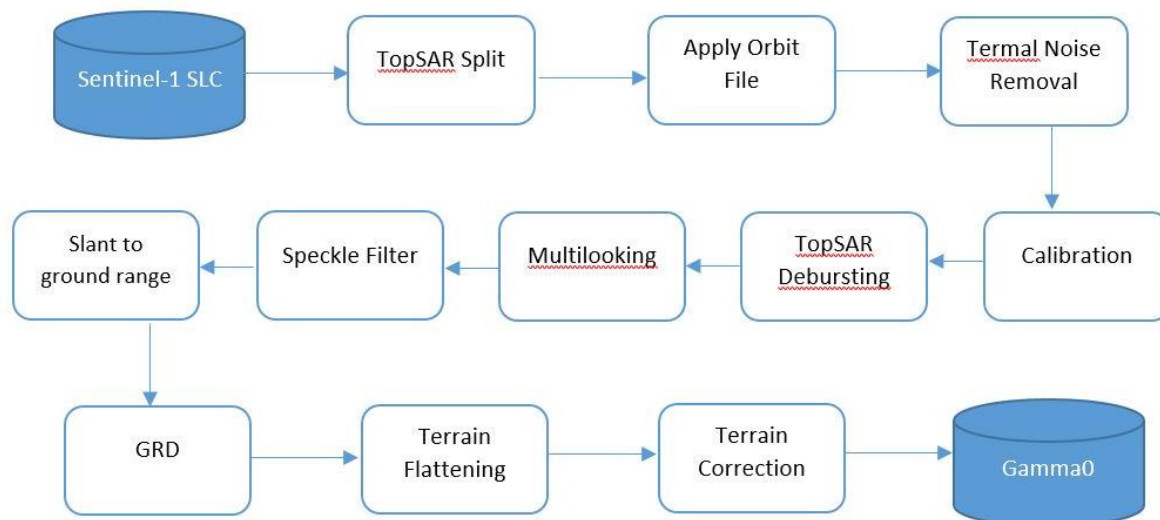 Sentinel-1 SLC
TopSAR Split
Apply Orbit
File
Termal Noise
Removal
Calibration
TopSAR
Debursting
Multilooking
Speckle Filter
Slant to
ground range
GRD
Terrain
Flattening
Terrain
Correction
Gamma0